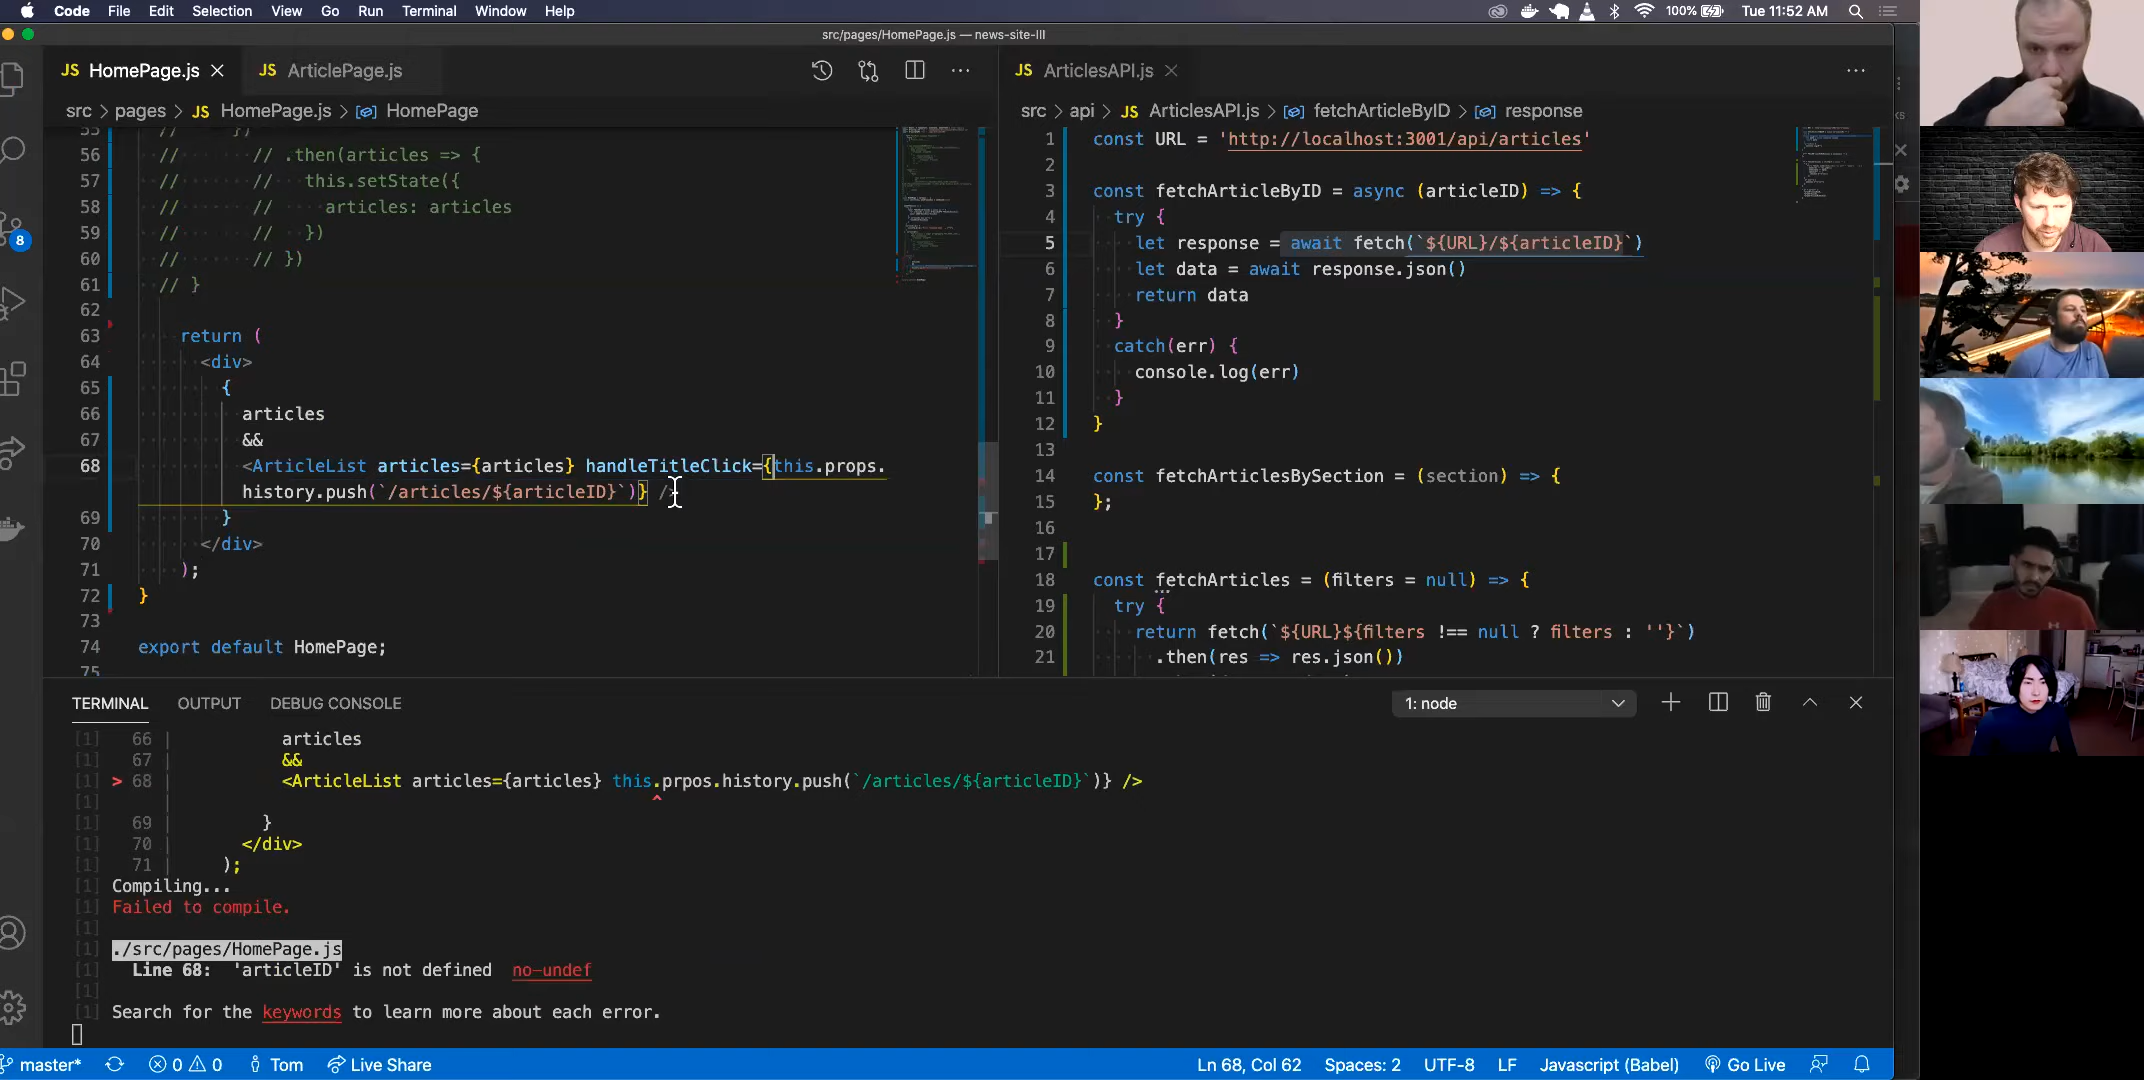 Code File Edit Selection View Go Run Terminal Window Help 100% Tue 11:52 AM
src/pages/HomePage.js — news-site-III
JS HomePage.js JS ArticlePage.js JS ArticlesAPI.js
src > pages > JS HomePage.js > HomePage
55 // })
56 // // .then(articles => {
57 // // this.setState({
58 // // articles: articles
59 // // })
60 // // })
61 // }
62
63 return (
64 <div>
65 {
66 articles
67 &&
68 <ArticleList articles={articles} handleTitleClick={this.props.
history.push(`/articles/${articleID}`)} />
69 }
70 </div>
71 );
72 }
73
74 export default HomePage;
75
src > api > JS ArticlesAPI.js > fetchArticleByID > response
1 const URL = 'http://localhost:3001/api/articles'
2
3 const fetchArticleByID = async (articleID) => {
4 try {
5 let response = await fetch(`${URL}/${articleID}`)
6 let data = await response.json()
7 return data
8 }
9 catch(err) {
10 console.log(err)
11 }
12 }
13
14 const fetchArticlesBySection = (section) => {
15 };
16
17
18 const fetchArticles = (filters = null) => {
19 try {
20 return fetch(`${URL}${filters !== null ? filters : ''}`)
21 .then(res => res.json())
8
TERMINAL OUTPUT DEBUG CONSOLE 1: node
[1] 66 | articles
[1] 67 | &&
[1] > 68 | <ArticleList articles={articles} this.prpos.history.push(`/articles/${articleID}`)} />
[1] | ^
[1] 69 | }
[1] 70 | </div>
[1] 71 | );
[1] Compiling...
[1] Failed to compile.
[1]
[1] ./src/pages/HomePage.js
[1] Line 68: 'articleID' is not defined no-undef
[1]
[1] Search for the keywords to learn more about each error.
master* 0 0 Tom Live Share Ln 68, Col 62 Spaces: 2 UTF-8 LF Javascript (Babel) Go Live